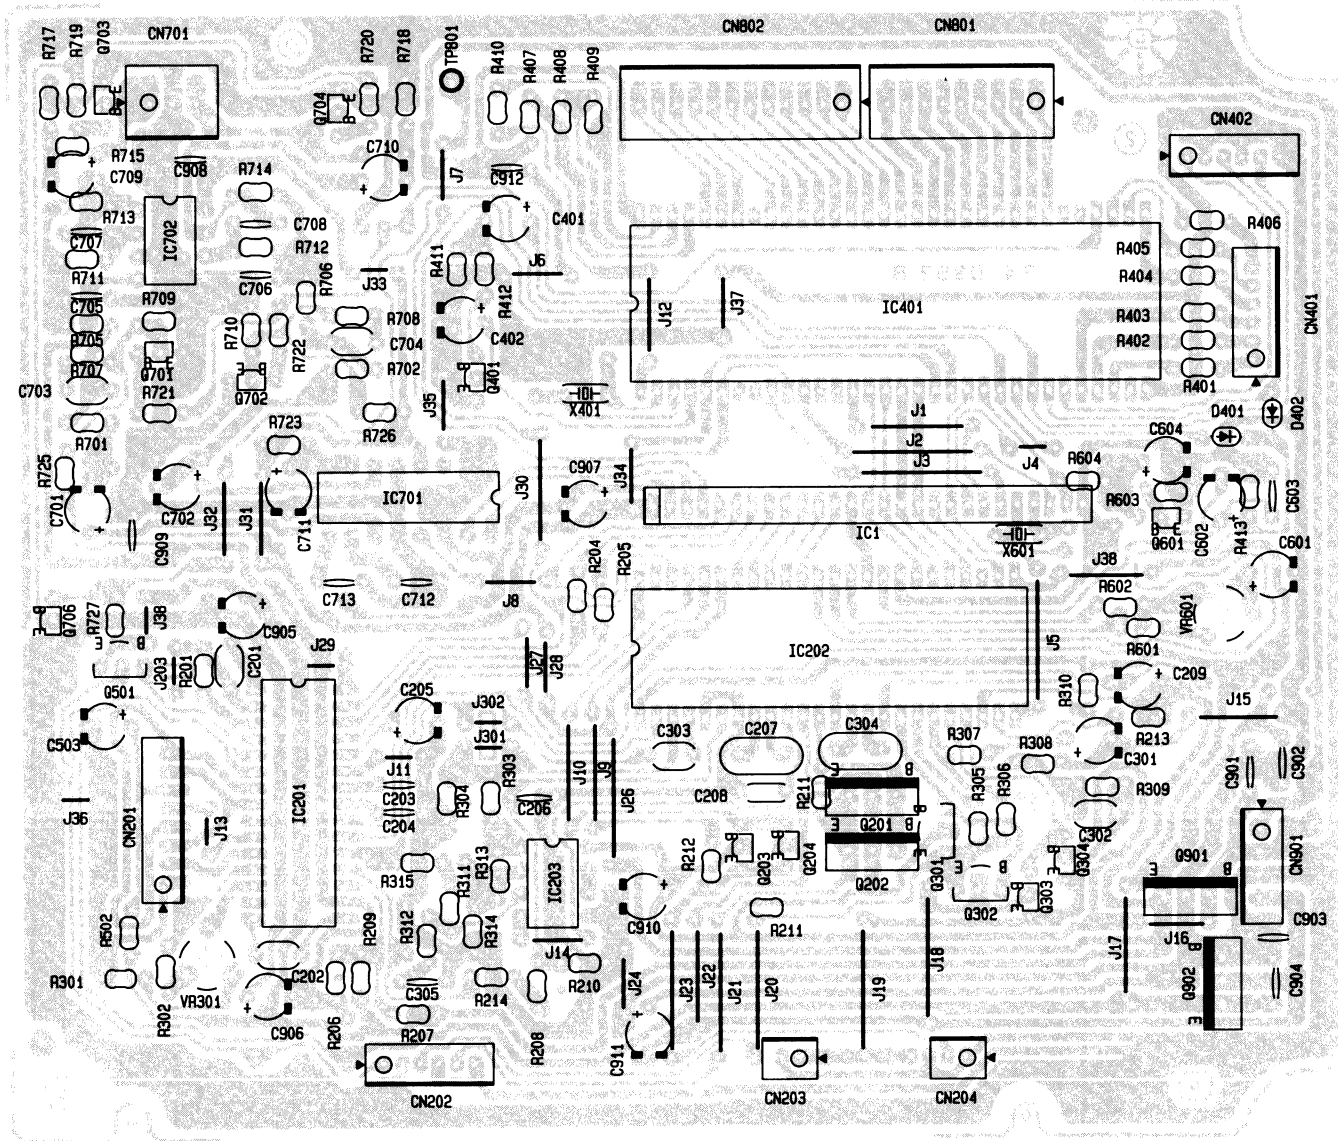 R717 R719 Q703 CN701 R720 R718 TP801 R410 R407 R408 R409 CN802 CN801
Q704 E B
CN402
R715 C908 C710 J7 C912
C709 R714
R713 C708 C401 R406
C707 IC702 R712 R405
R711 R706 R411 J6 R404
C706 J33 R412 J12 J37 IC401 CN401
C705 R709 R710 R708 R403
R705 R722 C704 C402 R402
R707 B E Q701 R702
C703 R721 E B Q702 B E Q401 R401
J35 X401 J1 D401 D402
R701 R723 R726 J2 C604
R725 C907 J34 J3 J4 R604
C701 C702 J32 J31 IC701 J30 R603 C603
C711 IC1 B E C602 R413
C909 X601 Q601 C601
R204 R205 J38
C713 C712 J8 R602
B E Q706 R727 J38 C905 VR601
E B J203 R201 C201 J29 J27 J28 IC202 J5 R601
Q501 C205 J302 R310 C209
C503 J301 C303 C207 C304 R307 R308 R213 J15
J11 R303 J10 J9 E B C301 C901 C902
J36 CN201 J13 IC201 C203 R304 C206 J26 C208 R211 R305 R306 R309
C204 E Q201 B B E C302
R315 R311 R313 IC203 R212 B E Q203 B E Q204 Q202 Q301 E B B E Q304 E Q901 B CN901
R502 R209 R312 R314 C910 R211 Q302 B E Q303 C903
J14 J18 J17 J16
R301 R302 VR301 C202 C305 R214 R210 J24 J23 J22 J21 J20 J19 B Q902 E C904
C906 R206 R207 R208 C911
CN202 CN203 CN204